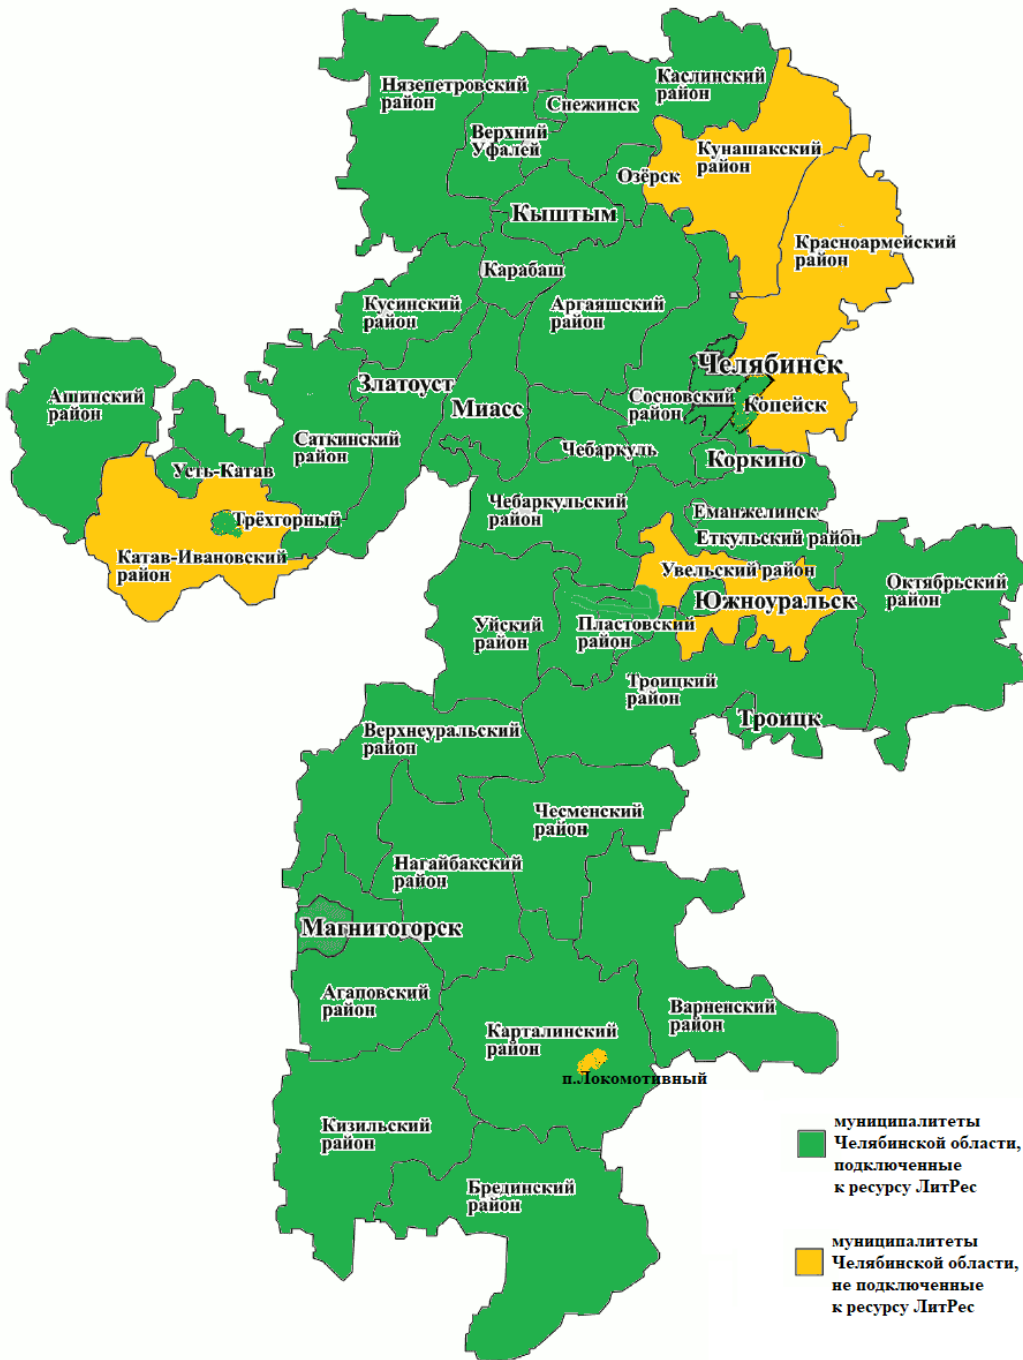 Каслинский
район
Нязепетровский
район
Снежинск
Верхний
Уфалей
Кунашакский
район
Озёрск
Кыштым
Красноармейский
район
Карабаш
Кусинский
район
Аргаяшский
район
Челябинск
Златоуст
Ашинский
район
Сосновский
район
Миасс
Копейск
Саткинский
район
Чебаркуль
Коркино
Усть-Катав
Чебаркульский
район
Еманжелинск
Трёхгорный
Еткульский район
Катав-Ивановский
район
Увельский район
Октябрьский
район
Южноуральск
Уйский
район
Пластовский
район
Троицкий
район
Троицк
Верхнеуральский
район
Чесменский
район
Нагайбакский
район
Магнитогорск
Агаповский
район
Варненский
район
Карталинский
район
п.Локомотивный
Кизильский
район
Брединский
район
муниципалитеты
Челябинской области,
подключенные
к ресурсу ЛитРес
муниципалитеты
Челябинской области,
не подключенные
к ресурсу ЛитРес